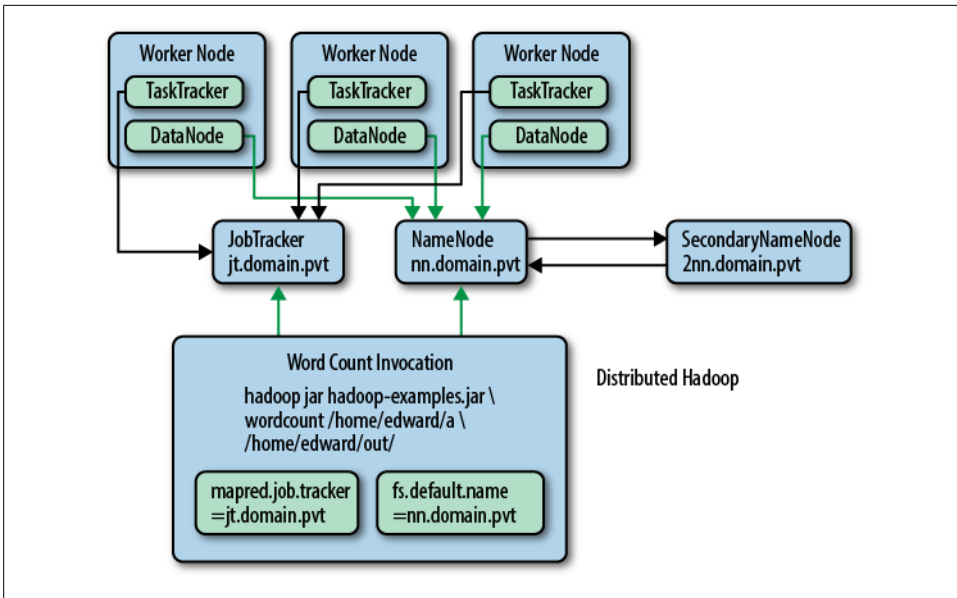 Worker Node
TaskTracker
DataNode
Worker Node
TaskTracker
DataNode
Worker Node
TaskTracker
DataNode
JobTracker
jt.domain.pvt
NameNode
nn.domain.pvt
SecondaryNameNode
2nn.domain.pvt
Word Count Invocation
hadoop jar hadoop-examples.jar \
wordcount /home/edward/a \
/home/edward/out/
mapred.job.tracker
=jt.domain.pvt
fs.default.name
=nn.domain.pvt
Distributed Hadoop